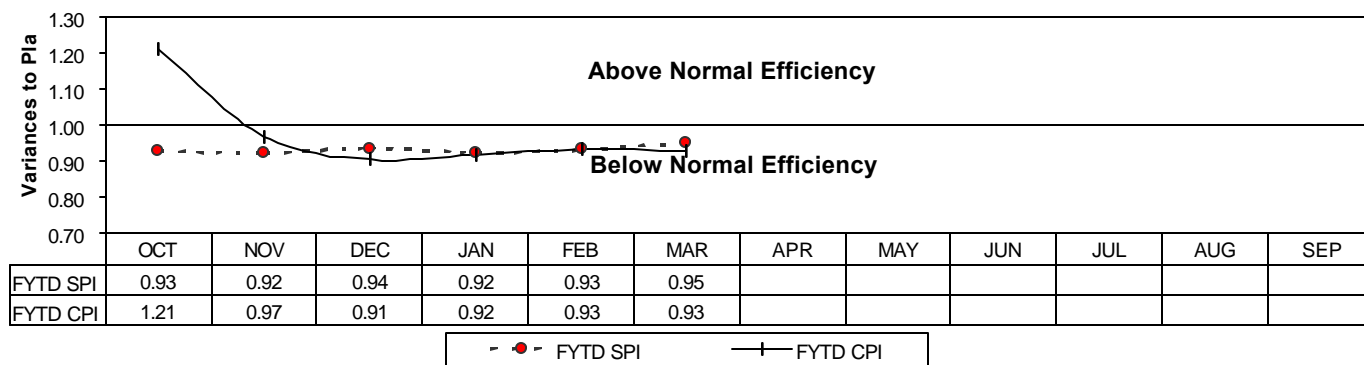 1.30
1.20
1.10
1.00
0.90
0.80
0.70
Variances to Pla
Above Normal Efficiency
Below Normal Efficiency
OCT NOV DEC JAN FEB MAR APR MAY JUN JUL AUG SEP
FYTD SPI 0.93 0.92 0.94 0.92 0.93 0.95
FYTD CPI 1.21 0.97 0.91 0.92 0.93 0.93
FYTD SPI FYTD CPI